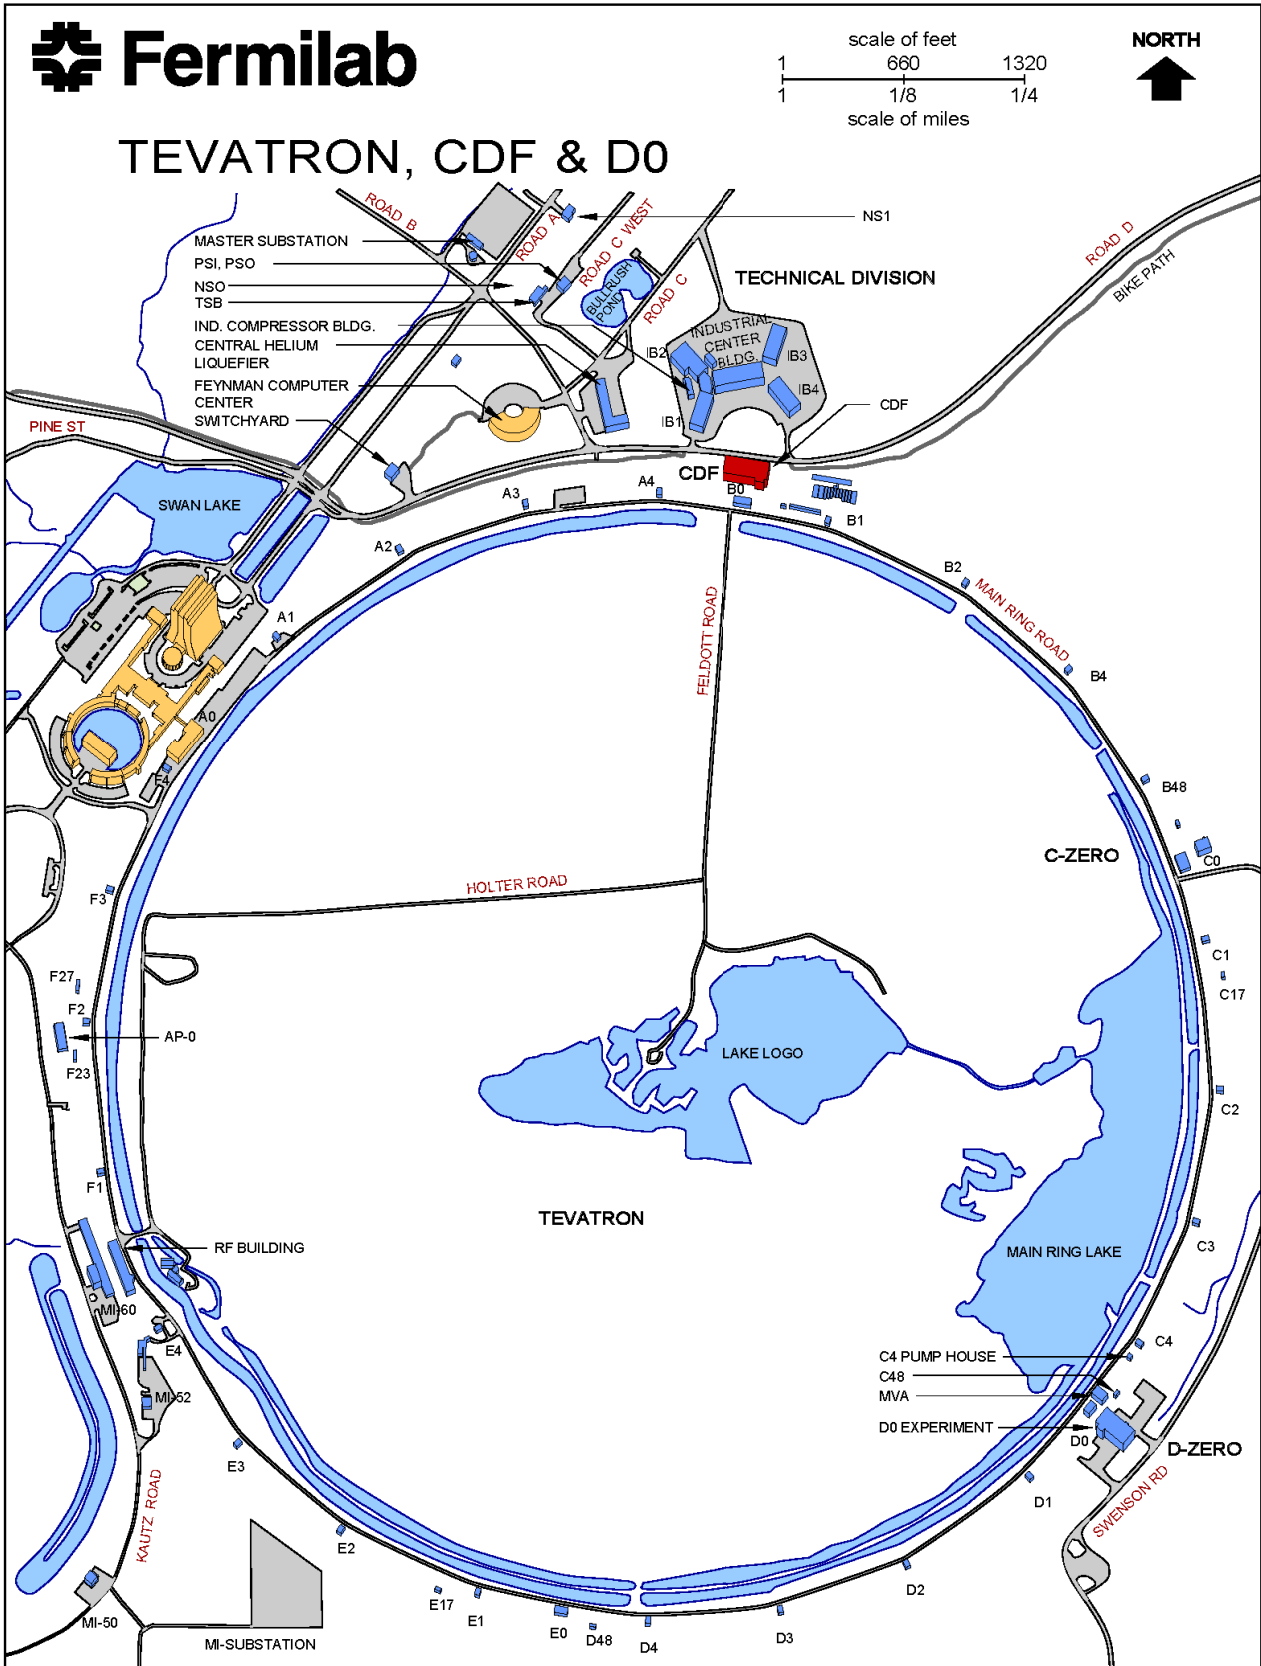 Fermilab
scale of feet
1 660 1320
1 1/8 1/4
scale of miles
NORTH
TEVATRON, CDF & D0
ROAD B
ROAD A
ROAD C WEST
NS1
MASTER SUBSTATION
PSI, PSO
NSO
TSB
IND. COMPRESSOR BLDG.
CENTRAL HELIUM
LIQUEFIER
FEYNMAN COMPUTER
CENTER
SWITCHYARD
BULLRUSH
POND
ROAD C
TECHNICAL DIVISION
ROAD D
BIKE PATH
INDUSTRIAL
CENTER
BLDG.
IB2
IB3
IB4
IB1
CDF
CDF
PINE ST
SWAN LAKE
A3
A4
B0
B1
A2
B2
MAIN RING ROAD
A1
FELDOTT ROAD
B4
A0
F4
B48
C-ZERO
C0
HOLTER ROAD
F3
C1
F27
C17
F2
AP-0
LAKE LOGO
F23
C2
F1
TEVATRON
C3
RF BUILDING
MAIN RING LAKE
MI-60
E4
C4
C4 PUMP HOUSE
C48
MVA
MI-52
D0 EXPERIMENT
D0
D-ZERO
E3
D1
SWENSON RD
KAUTZ ROAD
E2
D2
E17
E1
E0
D48
D4
D3
MI-50
MI-SUBSTATION